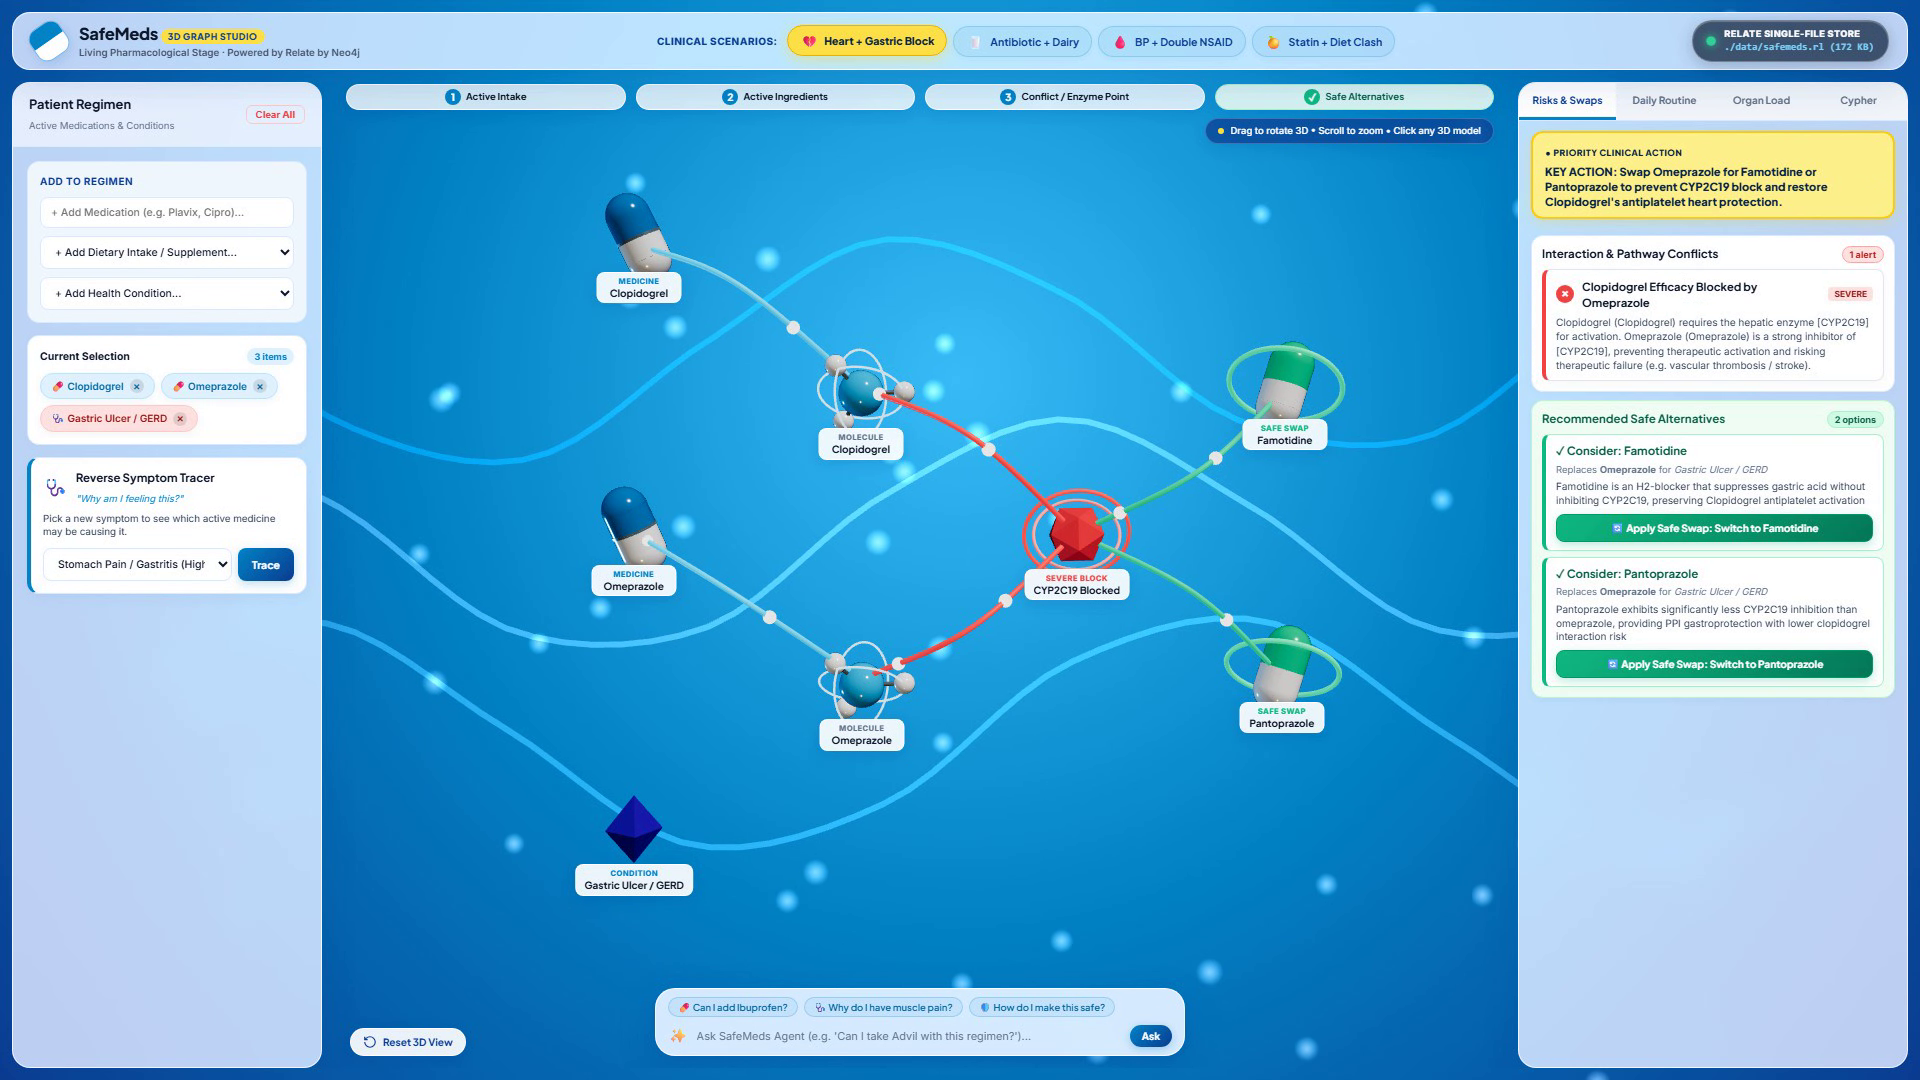 SafeMeds 3D GRAPH STUDIO
Living Pharmacological Stage · Powered by Relate by Neo4j
CLINICAL SCENARIOS:
Heart + Gastric Block
Antibiotic + Dairy
BP + Double NSAID
Statin + Diet Clash
RELATE SINGLE-FILE STORE
./data/safemeds.rl (172 KB)
Patient Regimen
Active Medications & Conditions
Clear All
ADD TO REGIMEN
+ Add Medication (e.g. Plavix, Cipro)...
+ Add Dietary Intake / Supplement...
+ Add Health Condition...
Current Selection
3 items
Clopidogrel ×
Omeprazole ×
Gastric Ulcer / GERD ×
Reverse Symptom Tracer
"Why am I feeling this?"
Pick a new symptom to see which active medicine
may be causing it.
Stomach Pain / Gastritis (High
Trace
1 Active Intake
2 Active Ingredients
3 Conflict / Enzyme Point
✓ Safe Alternatives
Drag to rotate 3D • Scroll to zoom • Click any 3D model
MEDICINE
Clopidogrel
MOLECULE
Clopidogrel
SAFE SWAP
Famotidine
MEDICINE
Omeprazole
SEVERE BLOCK
CYP2C19 Blocked
MOLECULE
Omeprazole
SAFE SWAP
Pantoprazole
CONDITION
Gastric Ulcer / GERD
Reset 3D View
Can I add Ibuprofen?
Why do I have muscle pain?
How do I make this safe?
Ask SafeMeds Agent (e.g. 'Can I take Advil with this regimen?')...
Ask
Risks & Swaps
Daily Routine
Organ Load
Cypher
● PRIORITY CLINICAL ACTION
KEY ACTION: Swap Omeprazole for Famotidine or
Pantoprazole to prevent CYP2C19 block and restore
Clopidogrel's antiplatelet heart protection.
Interaction & Pathway Conflicts
1 alert
Clopidogrel Efficacy Blocked by
Omeprazole
SEVERE
Clopidogrel (Clopidogrel) requires the hepatic enzyme [CYP2C19]
for activation. Omeprazole (Omeprazole) is a strong inhibitor of
[CYP2C19], preventing therapeutic activation and risking
therapeutic failure (e.g. vascular thrombosis / stroke).
Recommended Safe Alternatives
2 options
✓ Consider: Famotidine
Replaces Omeprazole for Gastric Ulcer / GERD
Famotidine is an H2-blocker that suppresses gastric acid without
inhibiting CYP2C19, preserving Clopidogrel antiplatelet activation
Apply Safe Swap: Switch to Famotidine
✓ Consider: Pantoprazole
Replaces Omeprazole for Gastric Ulcer / GERD
Pantoprazole exhibits significantly less CYP2C19 inhibition than
omeprazole, providing PPI gastroprotection with lower clopidogrel
interaction risk
Apply Safe Swap: Switch to Pantoprazole